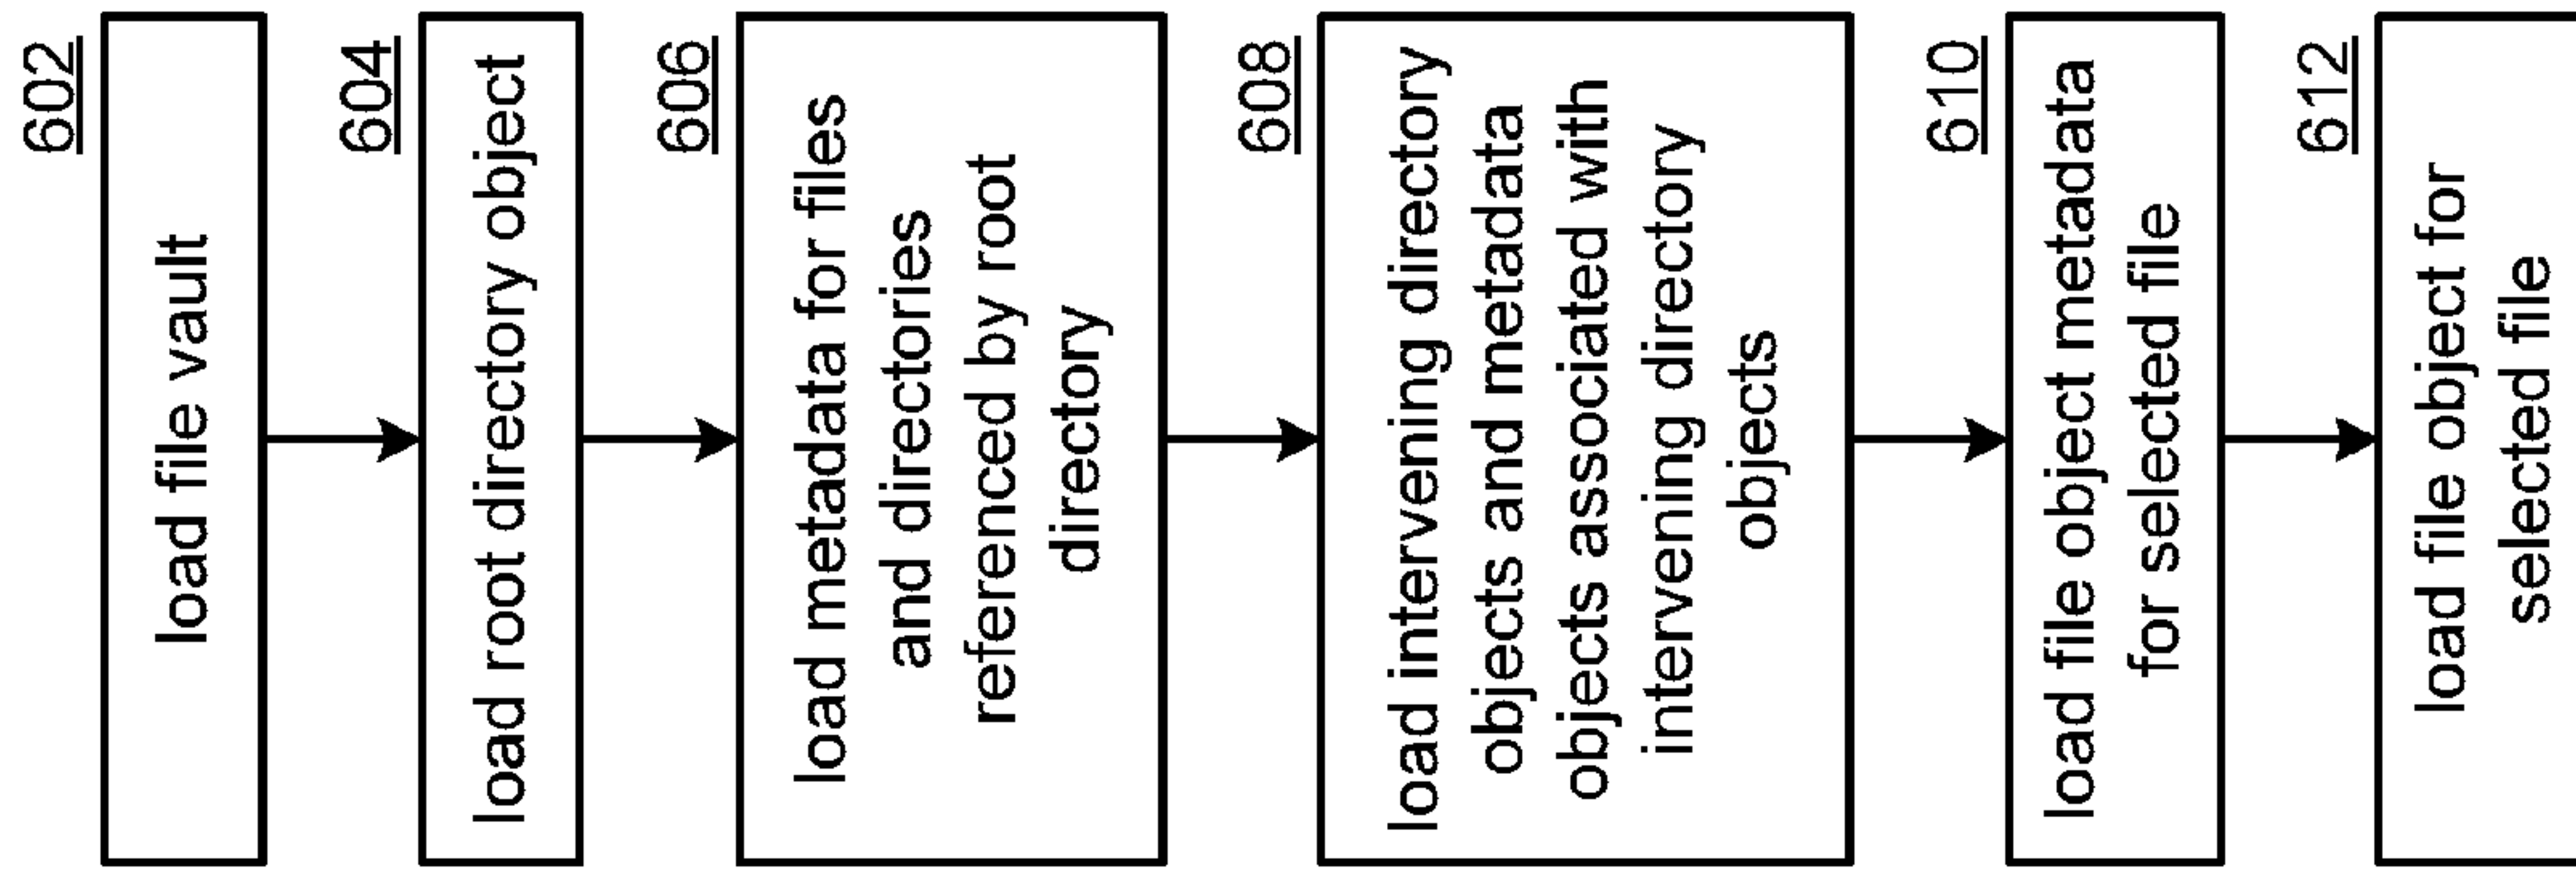 602
load file vault
604
load root directory object
606
load metadata for files
and directories
referenced by root
directory
608
load intervening directory
objects and metadata
objects associated with
intervening directory
objects
610
load file object metadata
for selected file
612
load file object for
selected file